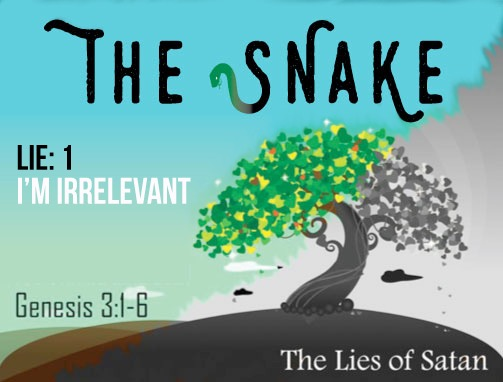 THE SNAKE
LIE: 1
I'M IRRELEVANT
Genesis 3:1-6
The Lies of Satan